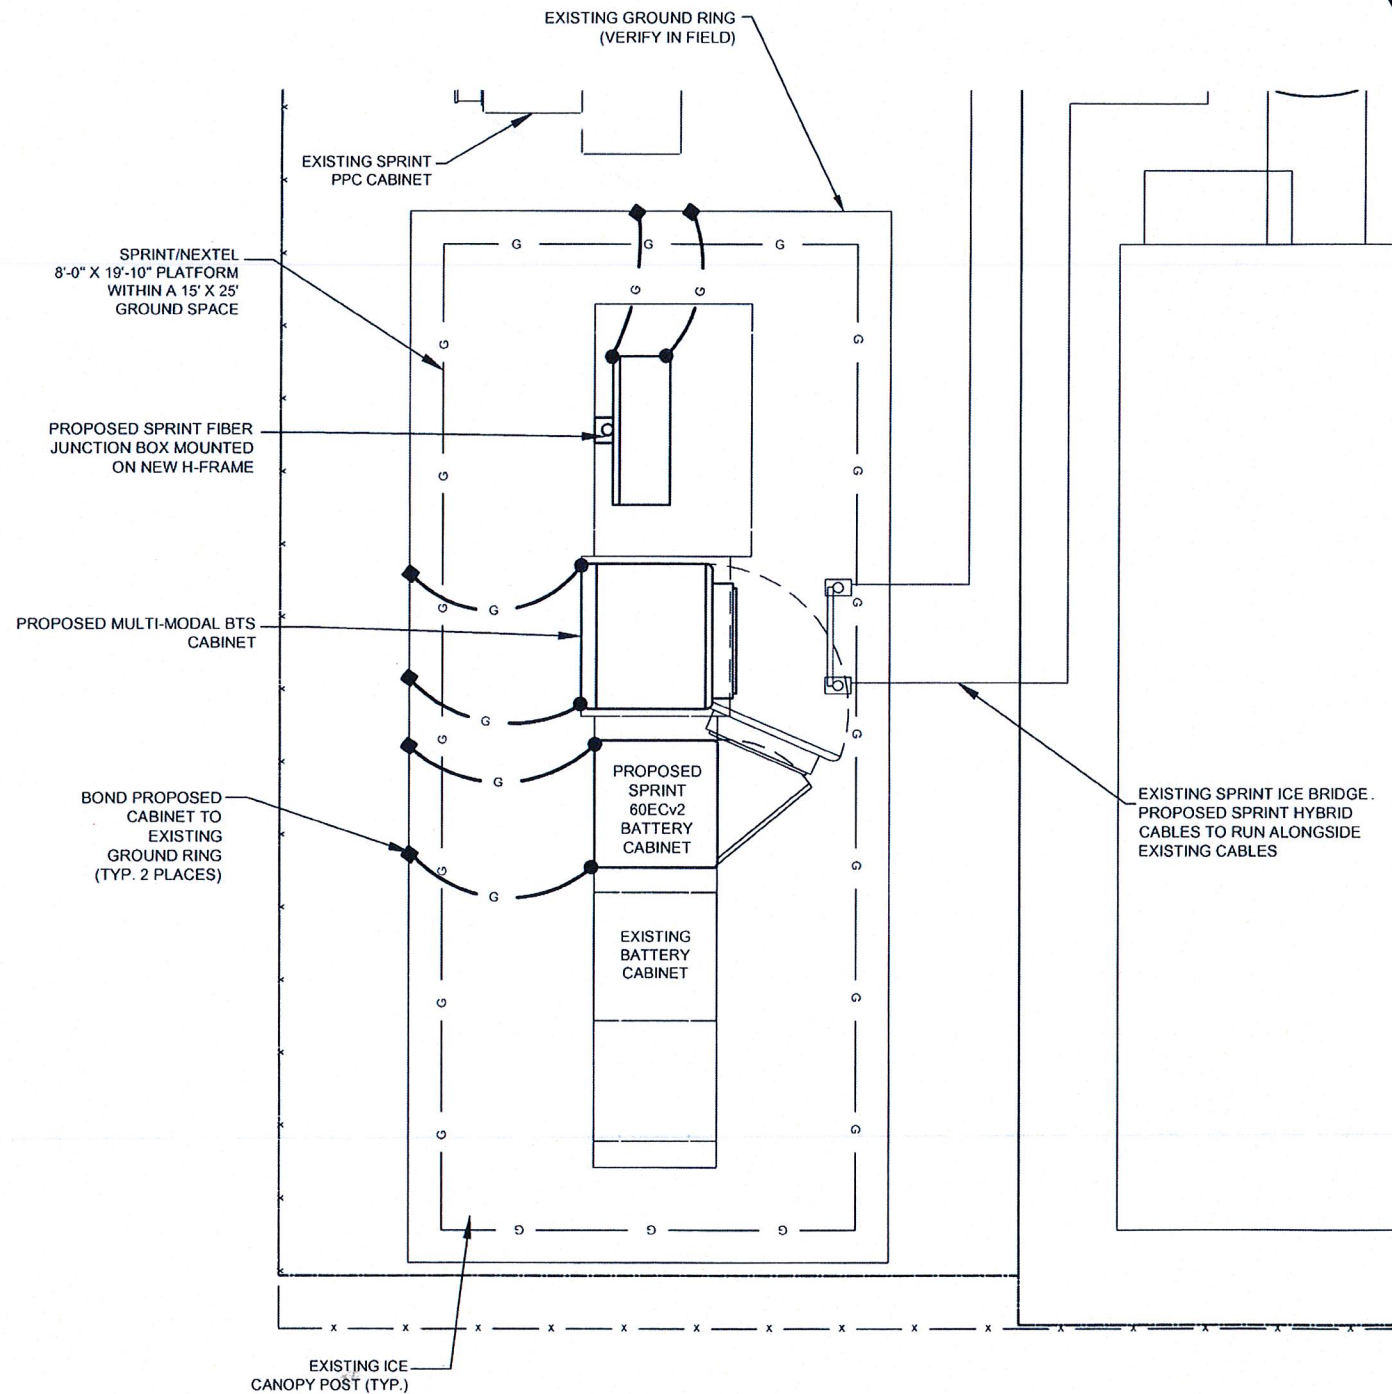 EXISTING GROUND RING
(VERIFY IN FIELD)
EXISTING SPRINT
PPC CABINET
SPRINT/NEXTEL
8'-0" X 19'-10" PLATFORM
WITHIN A 15' X 25'
GROUND SPACE
PROPOSED SPRINT FIBER
JUNCTION BOX MOUNTED
ON NEW H-FRAME
PROPOSED MULTI-MODAL BTS
CABINET
BOND PROPOSED
CABINET TO
EXISTING
GROUND RING
(TYP. 2 PLACES)
PROPOSED
SPRINT
60ECv2
BATTERY
CABINET
EXISTING
BATTERY
CABINET
EXISTING SPRINT ICE BRIDGE.
PROPOSED SPRINT HYBRID
CABLES TO RUN ALONGSIDE
EXISTING CABLES
EXISTING ICE
CANOPY POST (TYP.)
G G G
G G
G G
G G
G
G G
G
G G
G
G G
G
G G
G G
G G G
x x x x x x x x x x x x x x x